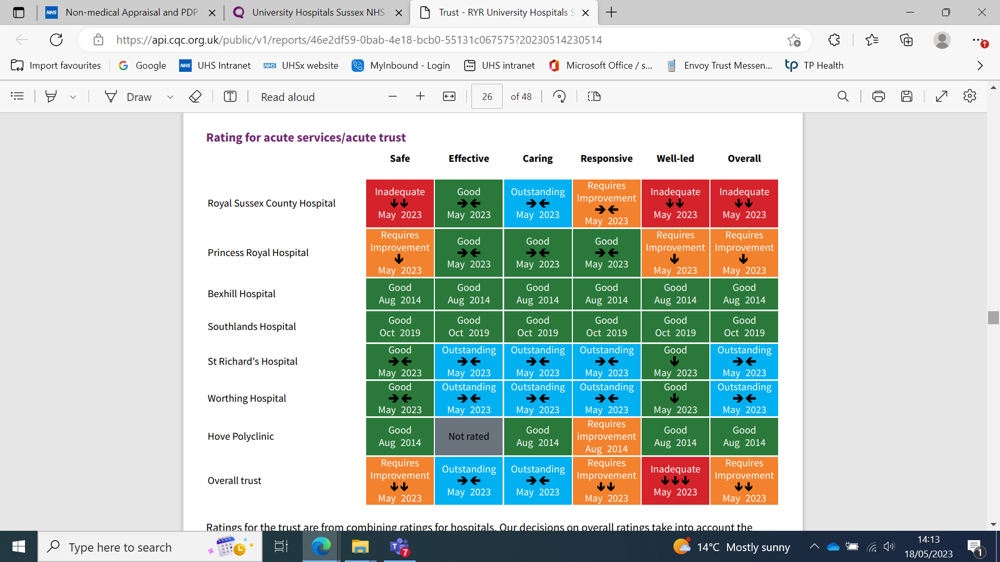 Non-medical Appraisal and PDP
University Hospitals Sussex NHS
Trust - RYR University Hospitals S
https://api.cqc.org.uk/public/v1/reports/46e2df59-0bab-4e18-bcb0-55131c067575?20230514230514
Import favourites
Google
NHS UHS Intranet
NHS UHSx website
MyInbound - Login
UHS intranet
Microsoft Office / s...
Envoy Trust Messen...
tp TP Health
Draw
Read aloud
26 of 48
Rating for acute services/acute trust
Safe Effective Caring Responsive Well-led Overall
Royal Sussex County Hospital
Inadequate May 2023
Good May 2023
Outstanding May 2023
Requires Improvement May 2023
Inadequate May 2023
Inadequate May 2023
Princess Royal Hospital
Requires Improvement May 2023
Good May 2023
Good May 2023
Good May 2023
Requires Improvement May 2023
Requires Improvement May 2023
Bexhill Hospital
Good Aug 2014
Good Aug 2014
Good Aug 2014
Good Aug 2014
Good Aug 2014
Good Aug 2014
Southlands Hospital
Good Oct 2019
Good Oct 2019
Good Oct 2019
Good Oct 2019
Good Oct 2019
Good Oct 2019
St Richard's Hospital
Good May 2023
Outstanding May 2023
Outstanding May 2023
Outstanding May 2023
Good May 2023
Outstanding May 2023
Worthing Hospital
Good May 2023
Outstanding May 2023
Outstanding May 2023
Outstanding May 2023
Good May 2023
Outstanding May 2023
Hove Polyclinic
Good Aug 2014
Not rated
Good Aug 2014
Requires improvement Aug 2014
Good Aug 2014
Good Aug 2014
Overall trust
Requires Improvement May 2023
Outstanding May 2023
Outstanding May 2023
Requires Improvement May 2023
Inadequate May 2023
Requires Improvement May 2023
Ratings for the trust are from combining ratings for hospitals. Our decisions on overall ratings take into account the
Type here to search
7
14°C Mostly sunny
14:13
18/05/2023
1